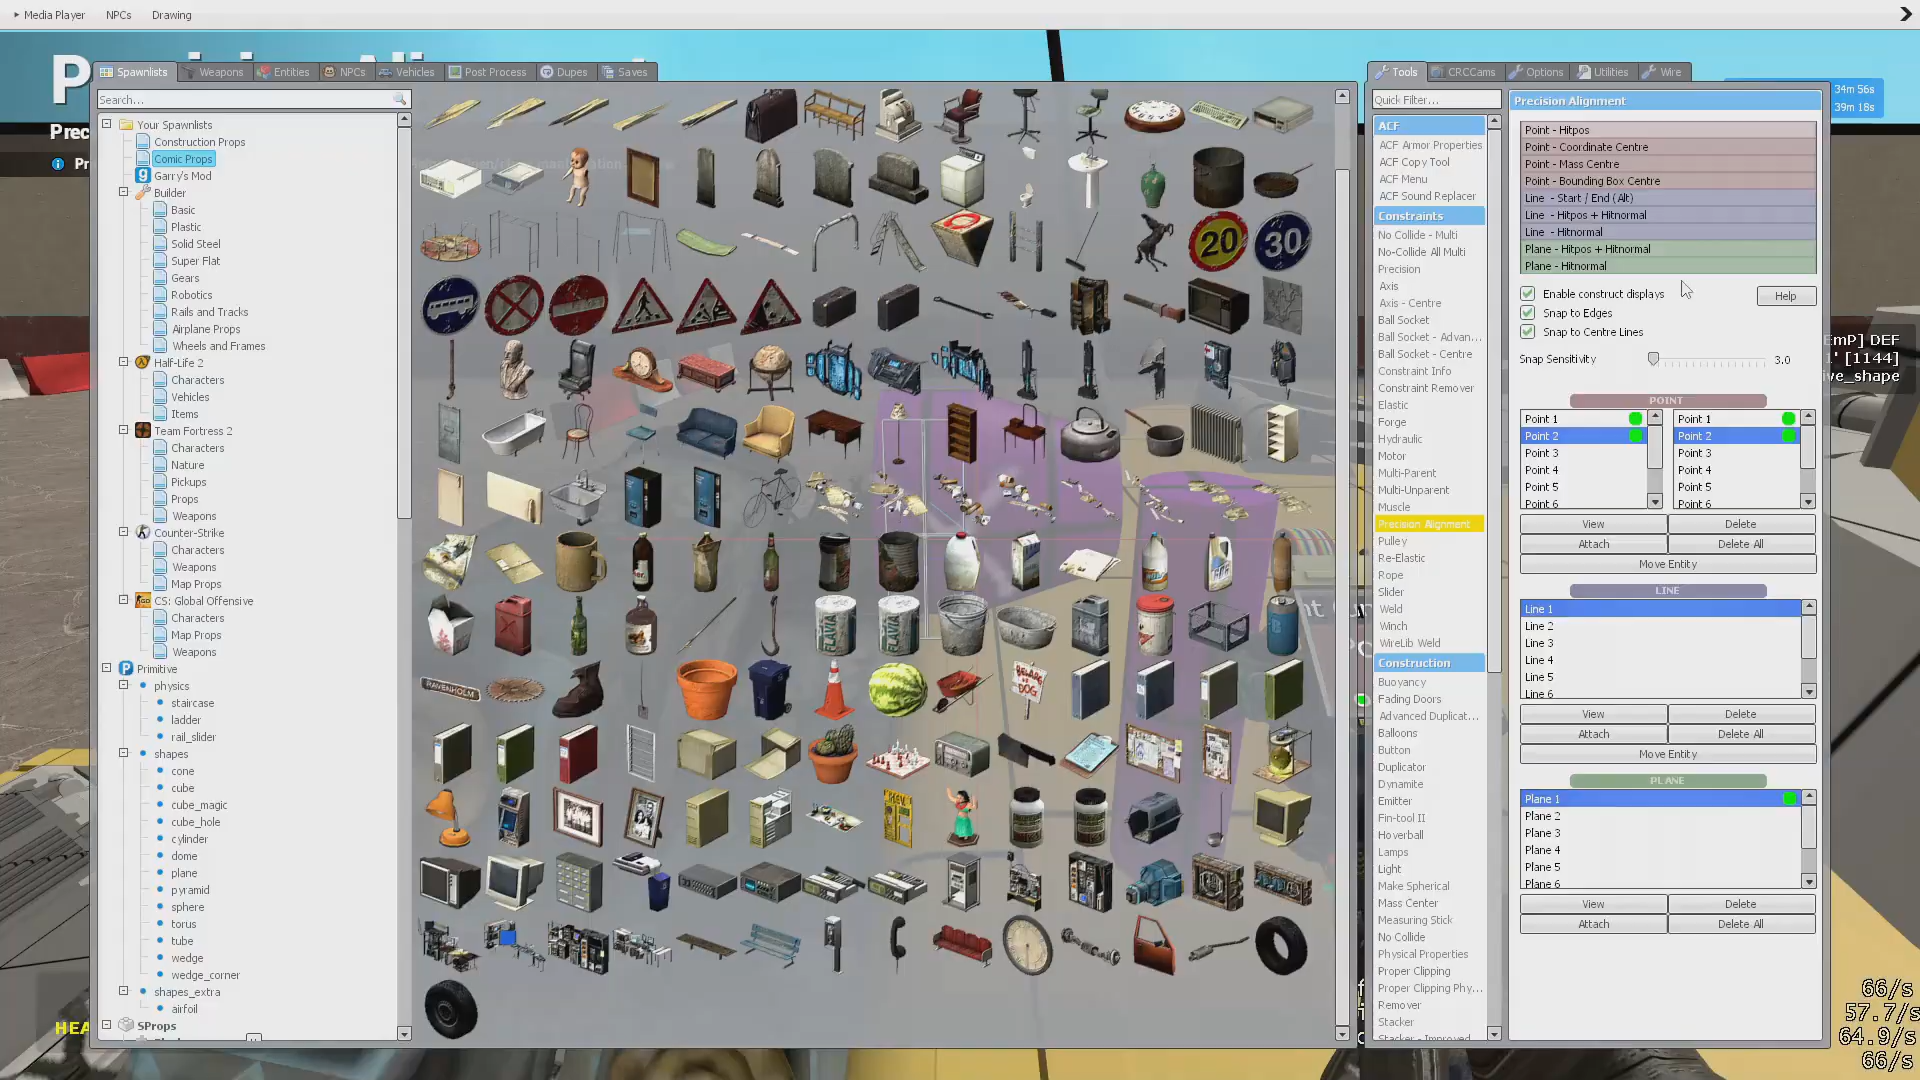 Media Player NPCs Drawing
Spawnlists Weapons Entities NPCs Vehicles Post Process Dupes Saves
Search...
Your Spawnlists
Construction Props
Comic Props
Garry's Mod
Builder
Basic
Plastic
Solid Steel
Super Flat
Gears
Robotics
Rails and Tracks
Airplane Props
Wheels and Frames
Half-Life 2
Characters
Vehicles
Items
Team Fortress 2
Characters
Nature
Pickups
Props
Weapons
Counter-Strike
Characters
Weapons
Map Props
CS: Global Offensive
Characters
Map Props
Weapons
Primitive
physics
staircase
ladder
rail_slider
shapes
cone
cube
cube_magic
cube_hole
cylinder
dome
plane
pyramid
sphere
torus
tube
wedge
wedge_corner
shapes_extra
airfoil
SProps
20 30
FLAVIA FLAVIA
RAVENHOLM
BEWARE OF DOG
Tools CRCCams Options Utilities Wire
Quick Filter...
ACF
ACF Armor Properties
ACF Copy Tool
ACF Menu
ACF Sound Replacer
Constraints
No Collide - Multi
No-Collide All Multi
Precision
Axis
Axis - Centre
Ball Socket
Ball Socket - Advan...
Ball Socket - Centre
Constraint Info
Constraint Remover
Elastic
Forge
Hydraulic
Motor
Multi-Parent
Multi-Unparent
Muscle
Precision Alignment
Pulley
Re-Elastic
Rope
Slider
Weld
Winch
WireLib Weld
Construction
Buoyancy
Fading Doors
Advanced Duplicat...
Balloons
Button
Duplicator
Dynamite
Emitter
Fin-tool II
Hoverball
Lamps
Light
Make Spherical
Mass Center
Measuring Stick
No Collide
Physical Properties
Proper Clipping
Proper Clipping Phy...
Remover
Stacker
Stacker - Improved
Precision Alignment
Point - Hitpos
Point - Coordinate Centre
Point - Mass Centre
Point - Bounding Box Centre
Line - Start / End (Alt)
Line - Hitpos + Hitnormal
Line - Hitnormal
Plane - Hitpos + Hitnormal
Plane - Hitnormal
Enable construct displays Help
Snap to Edges
Snap to Centre Lines
Snap Sensitivity 3.0
POINT
Point 1 Point 1
Point 2 Point 2
Point 3 Point 3
Point 4 Point 4
Point 5 Point 5
Point 6 Point 6
View Delete
Attach Delete All
Move Entity
LINE
Line 1
Line 2
Line 3
Line 4
Line 5
Line 6
View Delete
Attach Delete All
Move Entity
PLANE
Plane 1
Plane 2
Plane 3
Plane 4
Plane 5
Plane 6
View Delete
Attach Delete All
34m 56s
39m 18s
EmP] DEF
[1144]
ive_shape
66/s
57.7/s
64.9/s
66/s
Prec
HEA